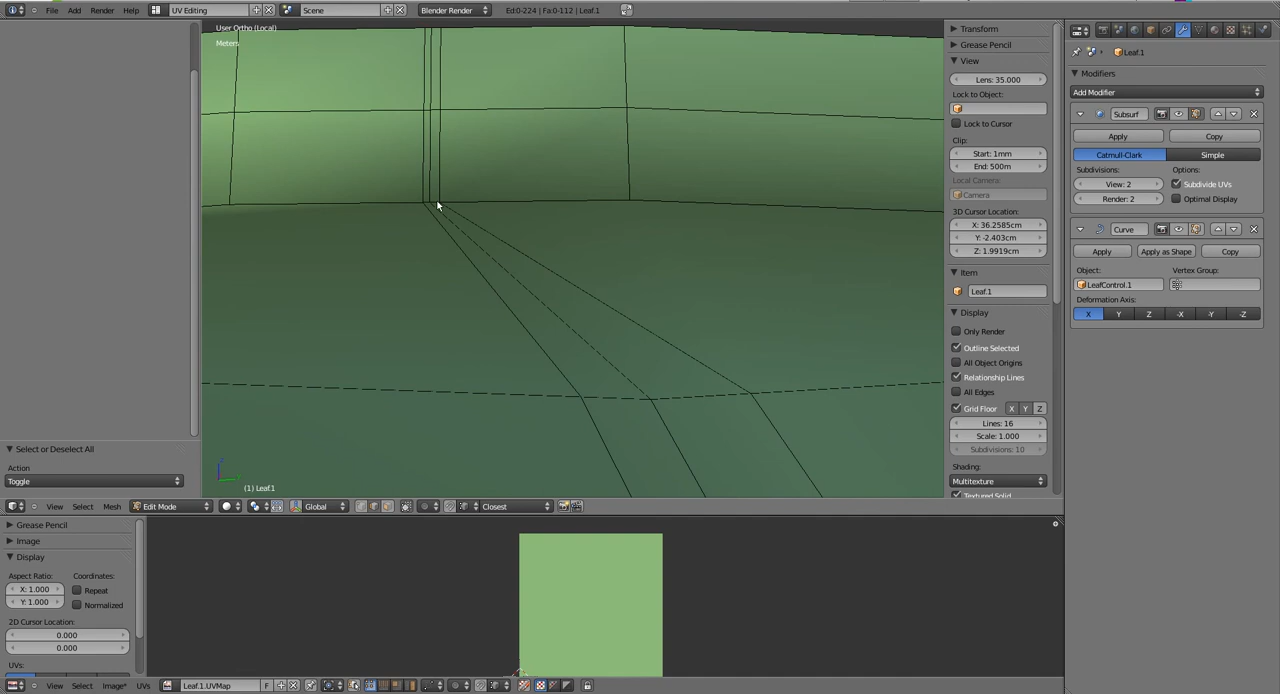 File Add Render Help UV Editing Scene Blender Render Ed:0-224 | Fa:0-112 | Leaf.1
User Ortho (Local)
Meters
(1) Leaf.1
Select or Deselect All
Action
Toggle
View Select Mesh Edit Mode Global Closest
Transform
Grease Pencil
View
Lens: 35.000
Lock to Object:
Lock to Cursor
Clip:
Start: 1mm
End: 500m
Local Camera:
Camera
3D Cursor Location:
X: 36.2585cm
Y: -2.403cm
Z: 1.9919cm
Item
Leaf.1
Display
Only Render
Outline Selected
All Object Origins
Relationship Lines
All Edges
Grid Floor X Y Z
Lines: 16
Scale: 1.000
Subdivisions: 10
Shading:
Multitexture
Textured Solid
Leaf.1
Modifiers
Add Modifier
Subsurf
Apply Copy
Catmull-Clark Simple
Subdivisions: Options:
View: 2 Subdivide UVs
Render: 2 Optimal Display
Curve
Apply Apply as Shape Copy
Object: Vertex Group:
LeafControl.1
Deformation Axis:
X Y Z -X -Y -Z
Grease Pencil
Image
Display
Aspect Ratio: Coordinates:
X: 1.000 Repeat
Y: 1.000 Normalized
2D Cursor Location:
0.000
0.000
UVs:
View Select Image* UVs Leaf.1.UVMap F